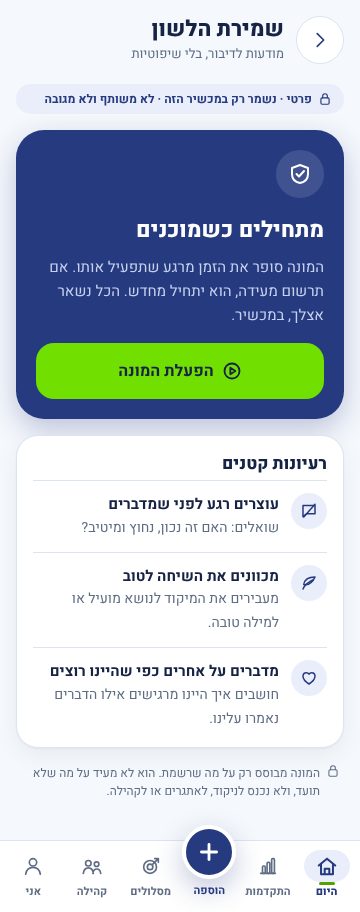 שמירת הלשון
מודעות לדיבור, בלי שיפוטיות
פרטי · נשמר רק במכשיר הזה · לא משותף ולא מגובה
מתחילים כשמוכנים
המונה סופר את הזמן מרגע שתפעיל אותו. אם
תרשום מעידה, הוא יתחיל מחדש. הכל נשאר
אצלך, במכשיר.
הפעלת המונה
רעיונות קטנים
עוצרים רגע לפני שמדברים
שואלים: האם זה נכון, נחוץ ומיטיב?
מכוונים את השיחה לטוב
מעבירים את המיקוד לנושא מועיל או
למילה טובה.
מדברים על אחרים כפי שהיינו רוצים
חושבים איך היינו מרגישים אילו הדברים
נאמרו עלינו.
המונה מבוסס רק על מה שרשמת. הוא לא מעיד על מה שלא
תועד, ולא נכנס לניקוד, לאתגרים או לקהילה.
היום
התקדמות
הוספה
מסלולים
קהילה
אני